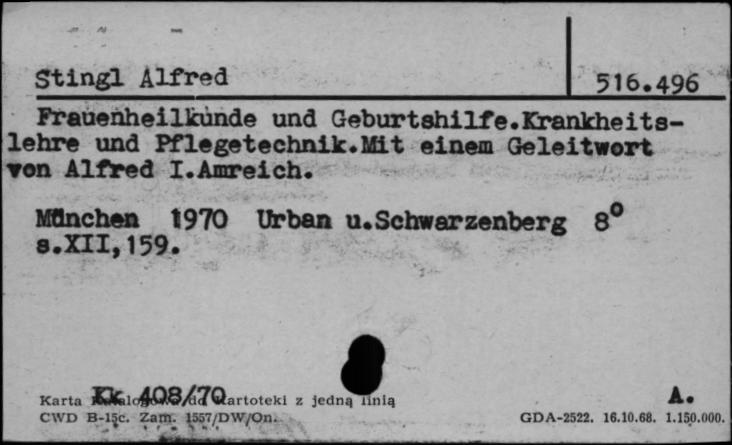 Stingl Alfred
516.496
Frauenheilkunde und Geburtshilfe.Krankheits-
lehre und Pflegetechnik.Mit einem Geleitwort
von Alfred I.Amreich.
München 1970 Urban u.Schwarzenberg 8°
s.XII,159.
Kk 408/70
A.
Karta Katalogowa do Kartoteki z jedną linią
CWD B-15c. Zam. 1557/DW/On.
GDA-2522. 16.10.68. 1.150.000.